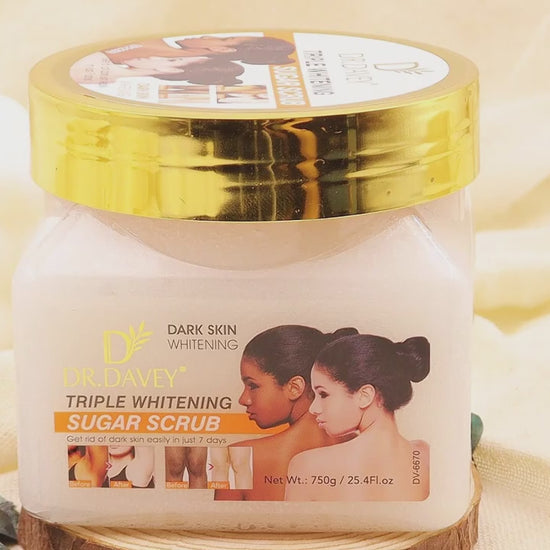 DR.DAVEY
TRIPLE WHITENING
SUGAR SCRUB
DARK SKIN
WHITENING
D
DR.DAVEY®
TRIPLE WHITENING
SUGAR SCRUB
Get rid of dark skin easily in just 7 days
Before After Before After
Net Wt.: 750g / 25.4Fl.oz
DV-6670